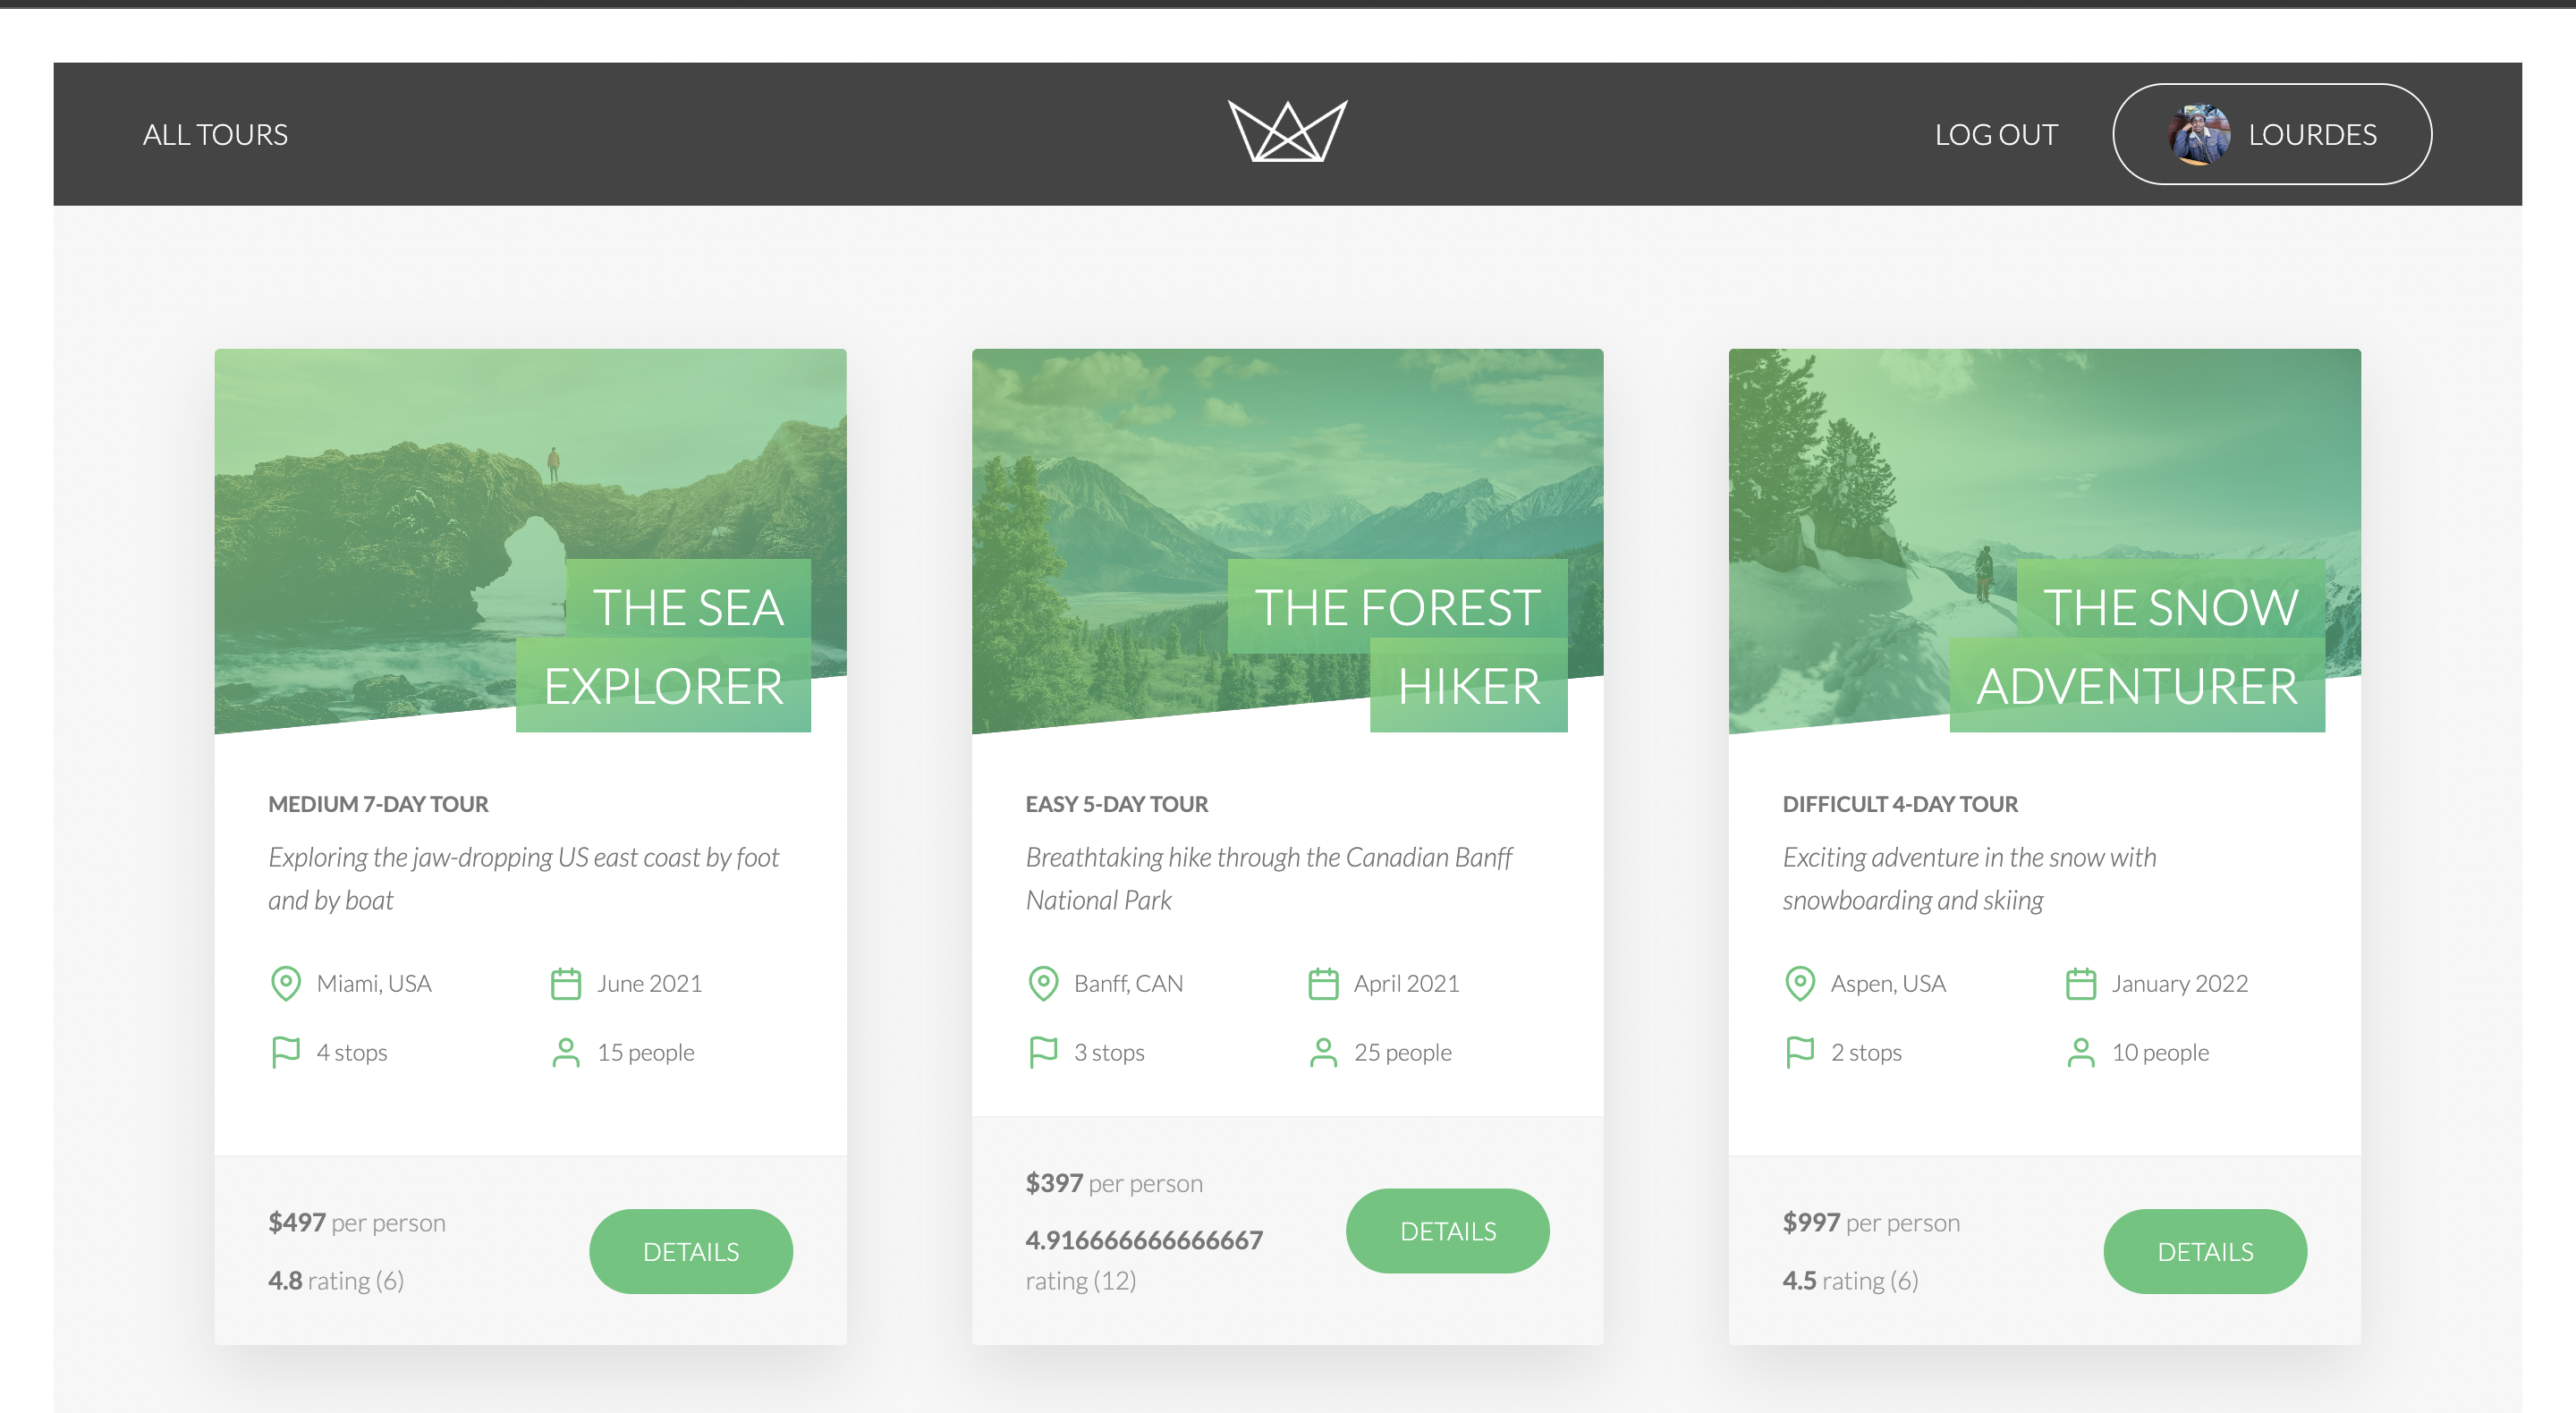 ALL TOURS
LOG OUT
LOURDES
THE SEA
EXPLORER
MEDIUM 7-DAY TOUR
Exploring the jaw-dropping US east coast by foot
and by boat
Miami, USA
June 2021
4 stops
15 people
$497 per person
4.8 rating (6)
DETAILS
THE FOREST
HIKER
EASY 5-DAY TOUR
Breathtaking hike through the Canadian Banff
National Park
Banff, CAN
April 2021
3 stops
25 people
$397 per person
4.916666666666667
rating (12)
DETAILS
THE SNOW
ADVENTURER
DIFFICULT 4-DAY TOUR
Exciting adventure in the snow with
snowboarding and skiing
Aspen, USA
January 2022
2 stops
10 people
$997 per person
4.5 rating (6)
DETAILS